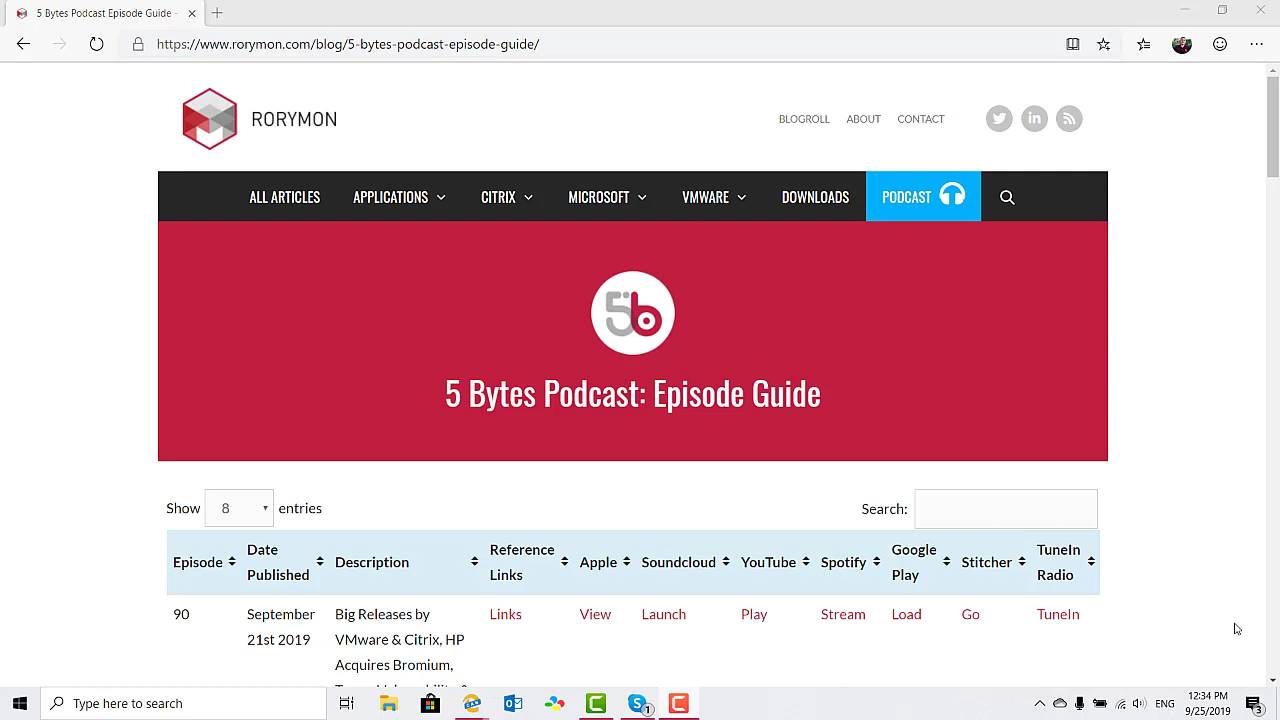 5 Bytes Podcast Episode Guide -
https://www.rorymon.com/blog/5-bytes-podcast-episode-guide/
RORYMON
BLOGROLL ABOUT CONTACT
ALL ARTICLES APPLICATIONS CITRIX MICROSOFT VMWARE DOWNLOADS PODCAST
5b
5 Bytes Podcast: Episode Guide
Show 8 entries Search:
Episode Date Published Description Reference Links Apple Soundcloud YouTube Spotify Google Play Stitcher TuneIn Radio
90 September Big Releases by Links View Launch Play Stream Load Go TuneIn
21st 2019 VMware & Citrix, HP
Acquires Bromium,
Type here to search
ENG
12:34 PM
9/25/2019
1
3